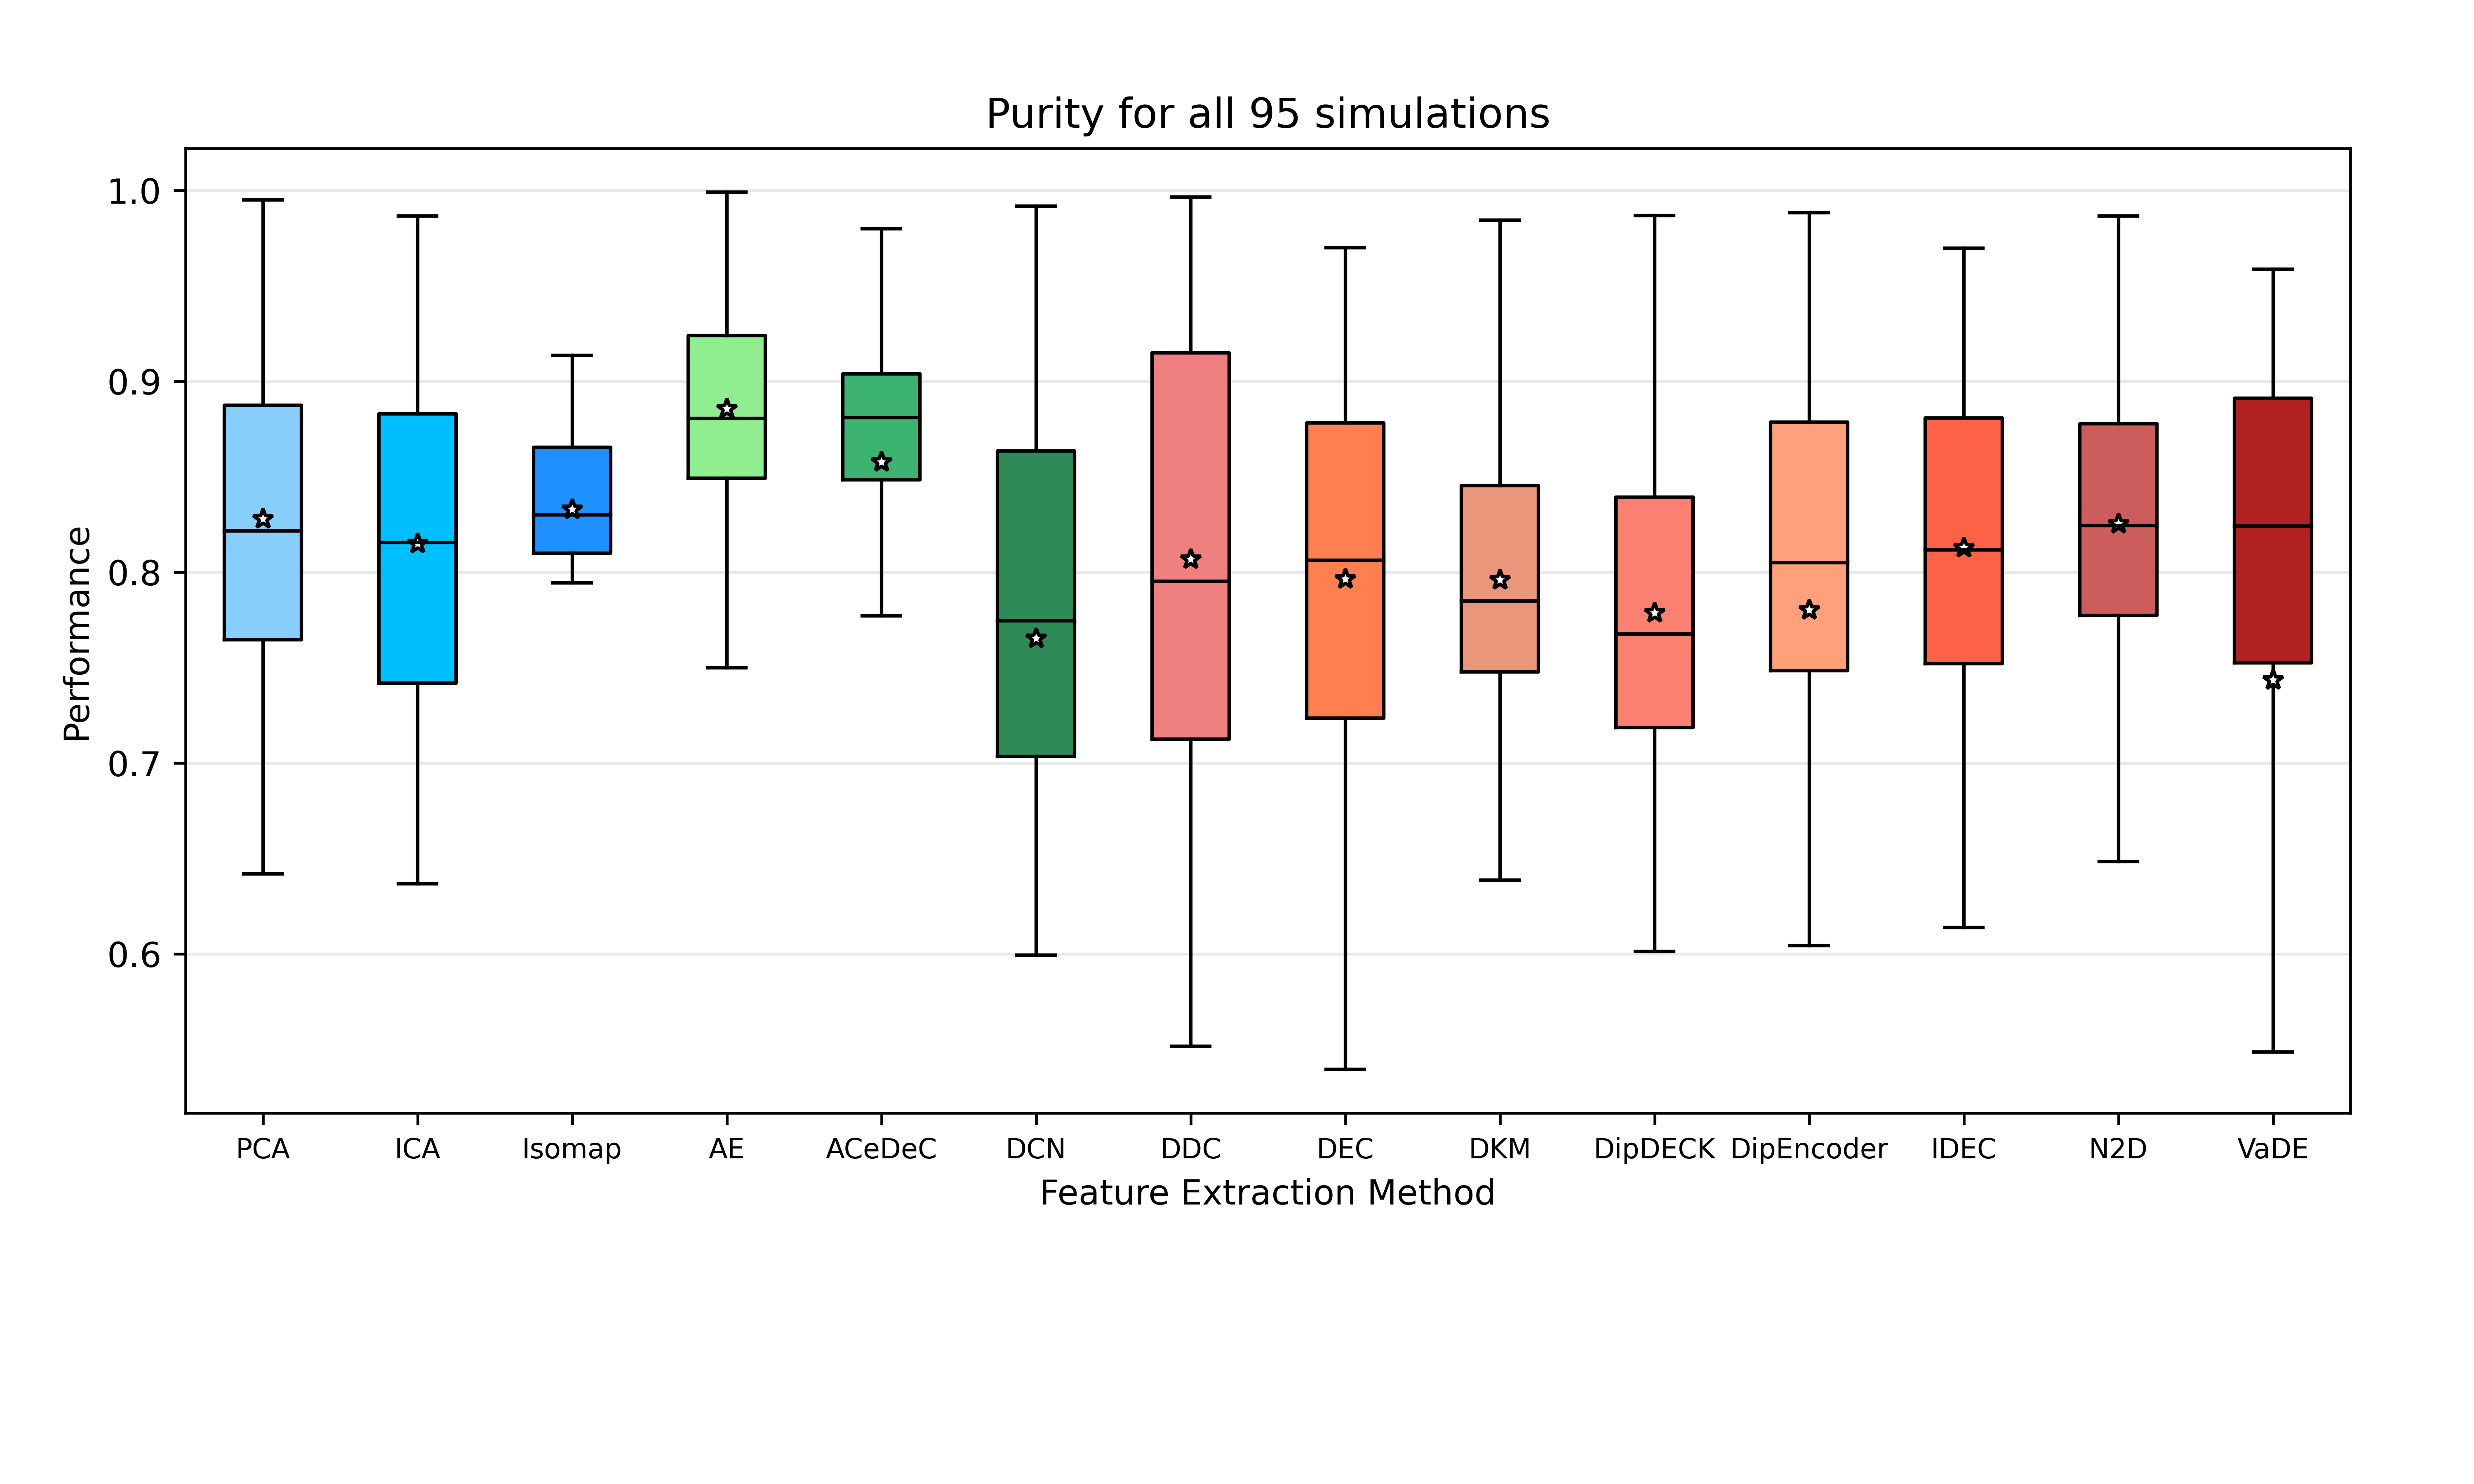 Purity for all 95 simulations
Performance
1.0
0.9
0.8
0.7
0.6
PCA ICA Isomap AE ACeDeC DCN DDC DEC DKM DipDECK DipEncoder IDEC N2D VaDE
Feature Extraction Method